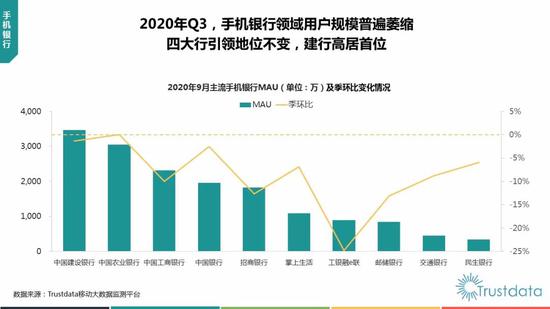 手机银行
2020年Q3，手机银行领域用户规模普遍萎缩
四大行引领地位不变，建行高居首位
2020年9月主流手机银行MAU（单位：万）及季环比变化情况
MAU 季环比
4,000 5%
0%
3,000 -5%
2,000 -10%
-15%
1,000 -20%
0 -25%
中国建设银行 中国农业银行 中国工商银行 中国银行 招商银行 掌上生活 工银融e联 邮储银行 交通银行 民生银行
数据来源：Trustdata移动大数据监测平台
Trustdata